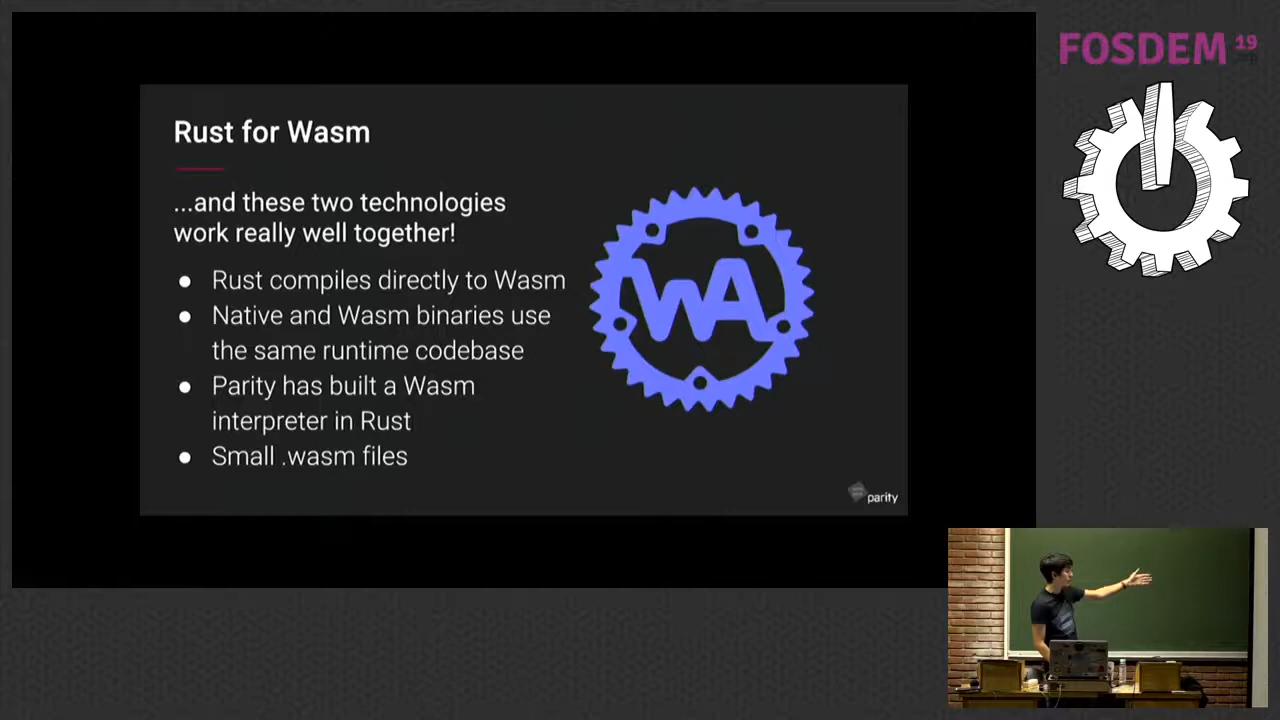 FOSDEM 19
Rust for Wasm
...and these two technologies
work really well together!
● Rust compiles directly to Wasm
● Native and Wasm binaries use
the same runtime codebase
● Parity has built a Wasm
interpreter in Rust
● Small .wasm files
WA
parity